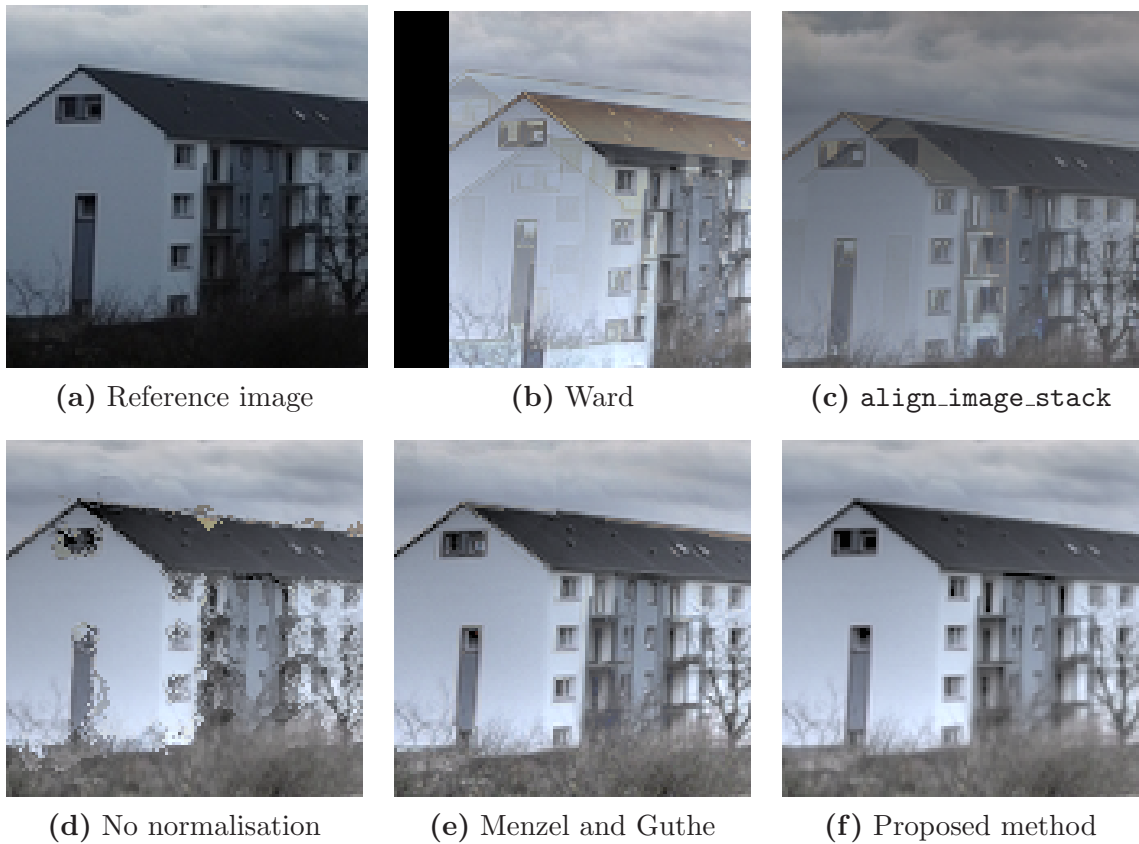 (a) Reference image
(b) Ward
(c) align_image_stack
(d) No normalisation
(e) Menzel and Guthe
(f) Proposed method